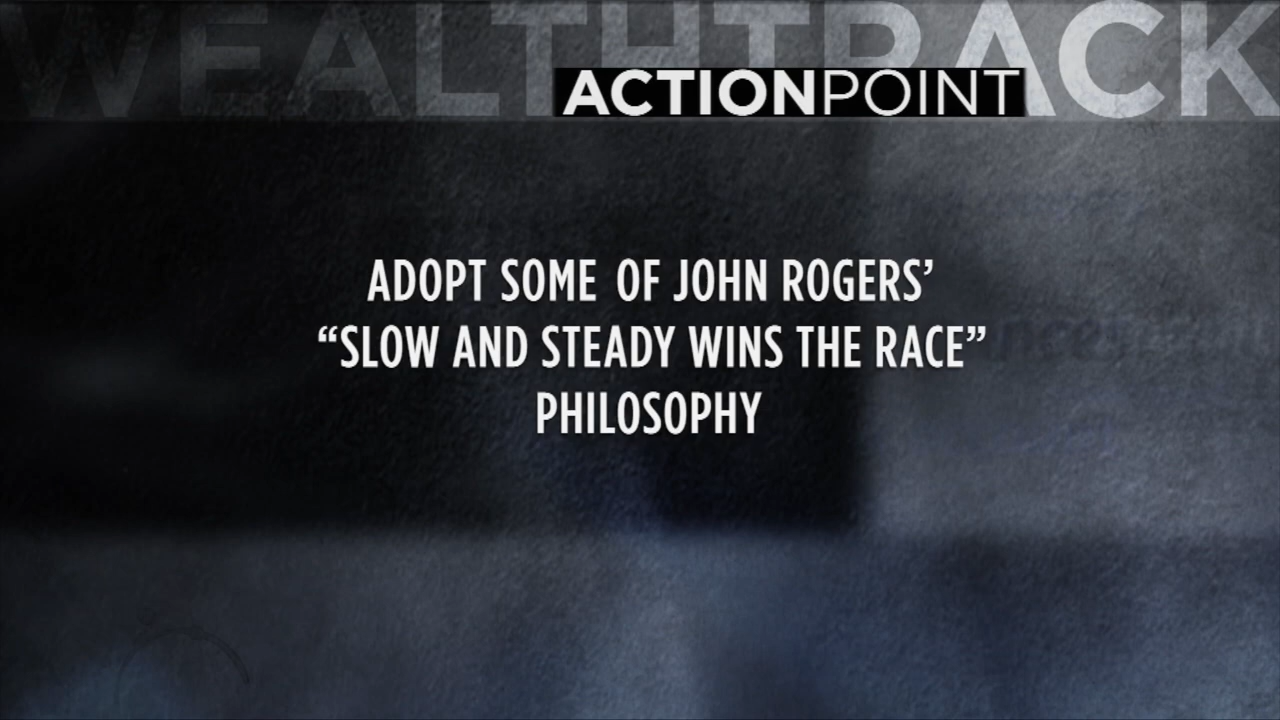 WEALTHTRACK
ACTIONPOINT
ADOPT SOME OF JOHN ROGERS’
“SLOW AND STEADY WINS THE RACE”
PHILOSOPHY